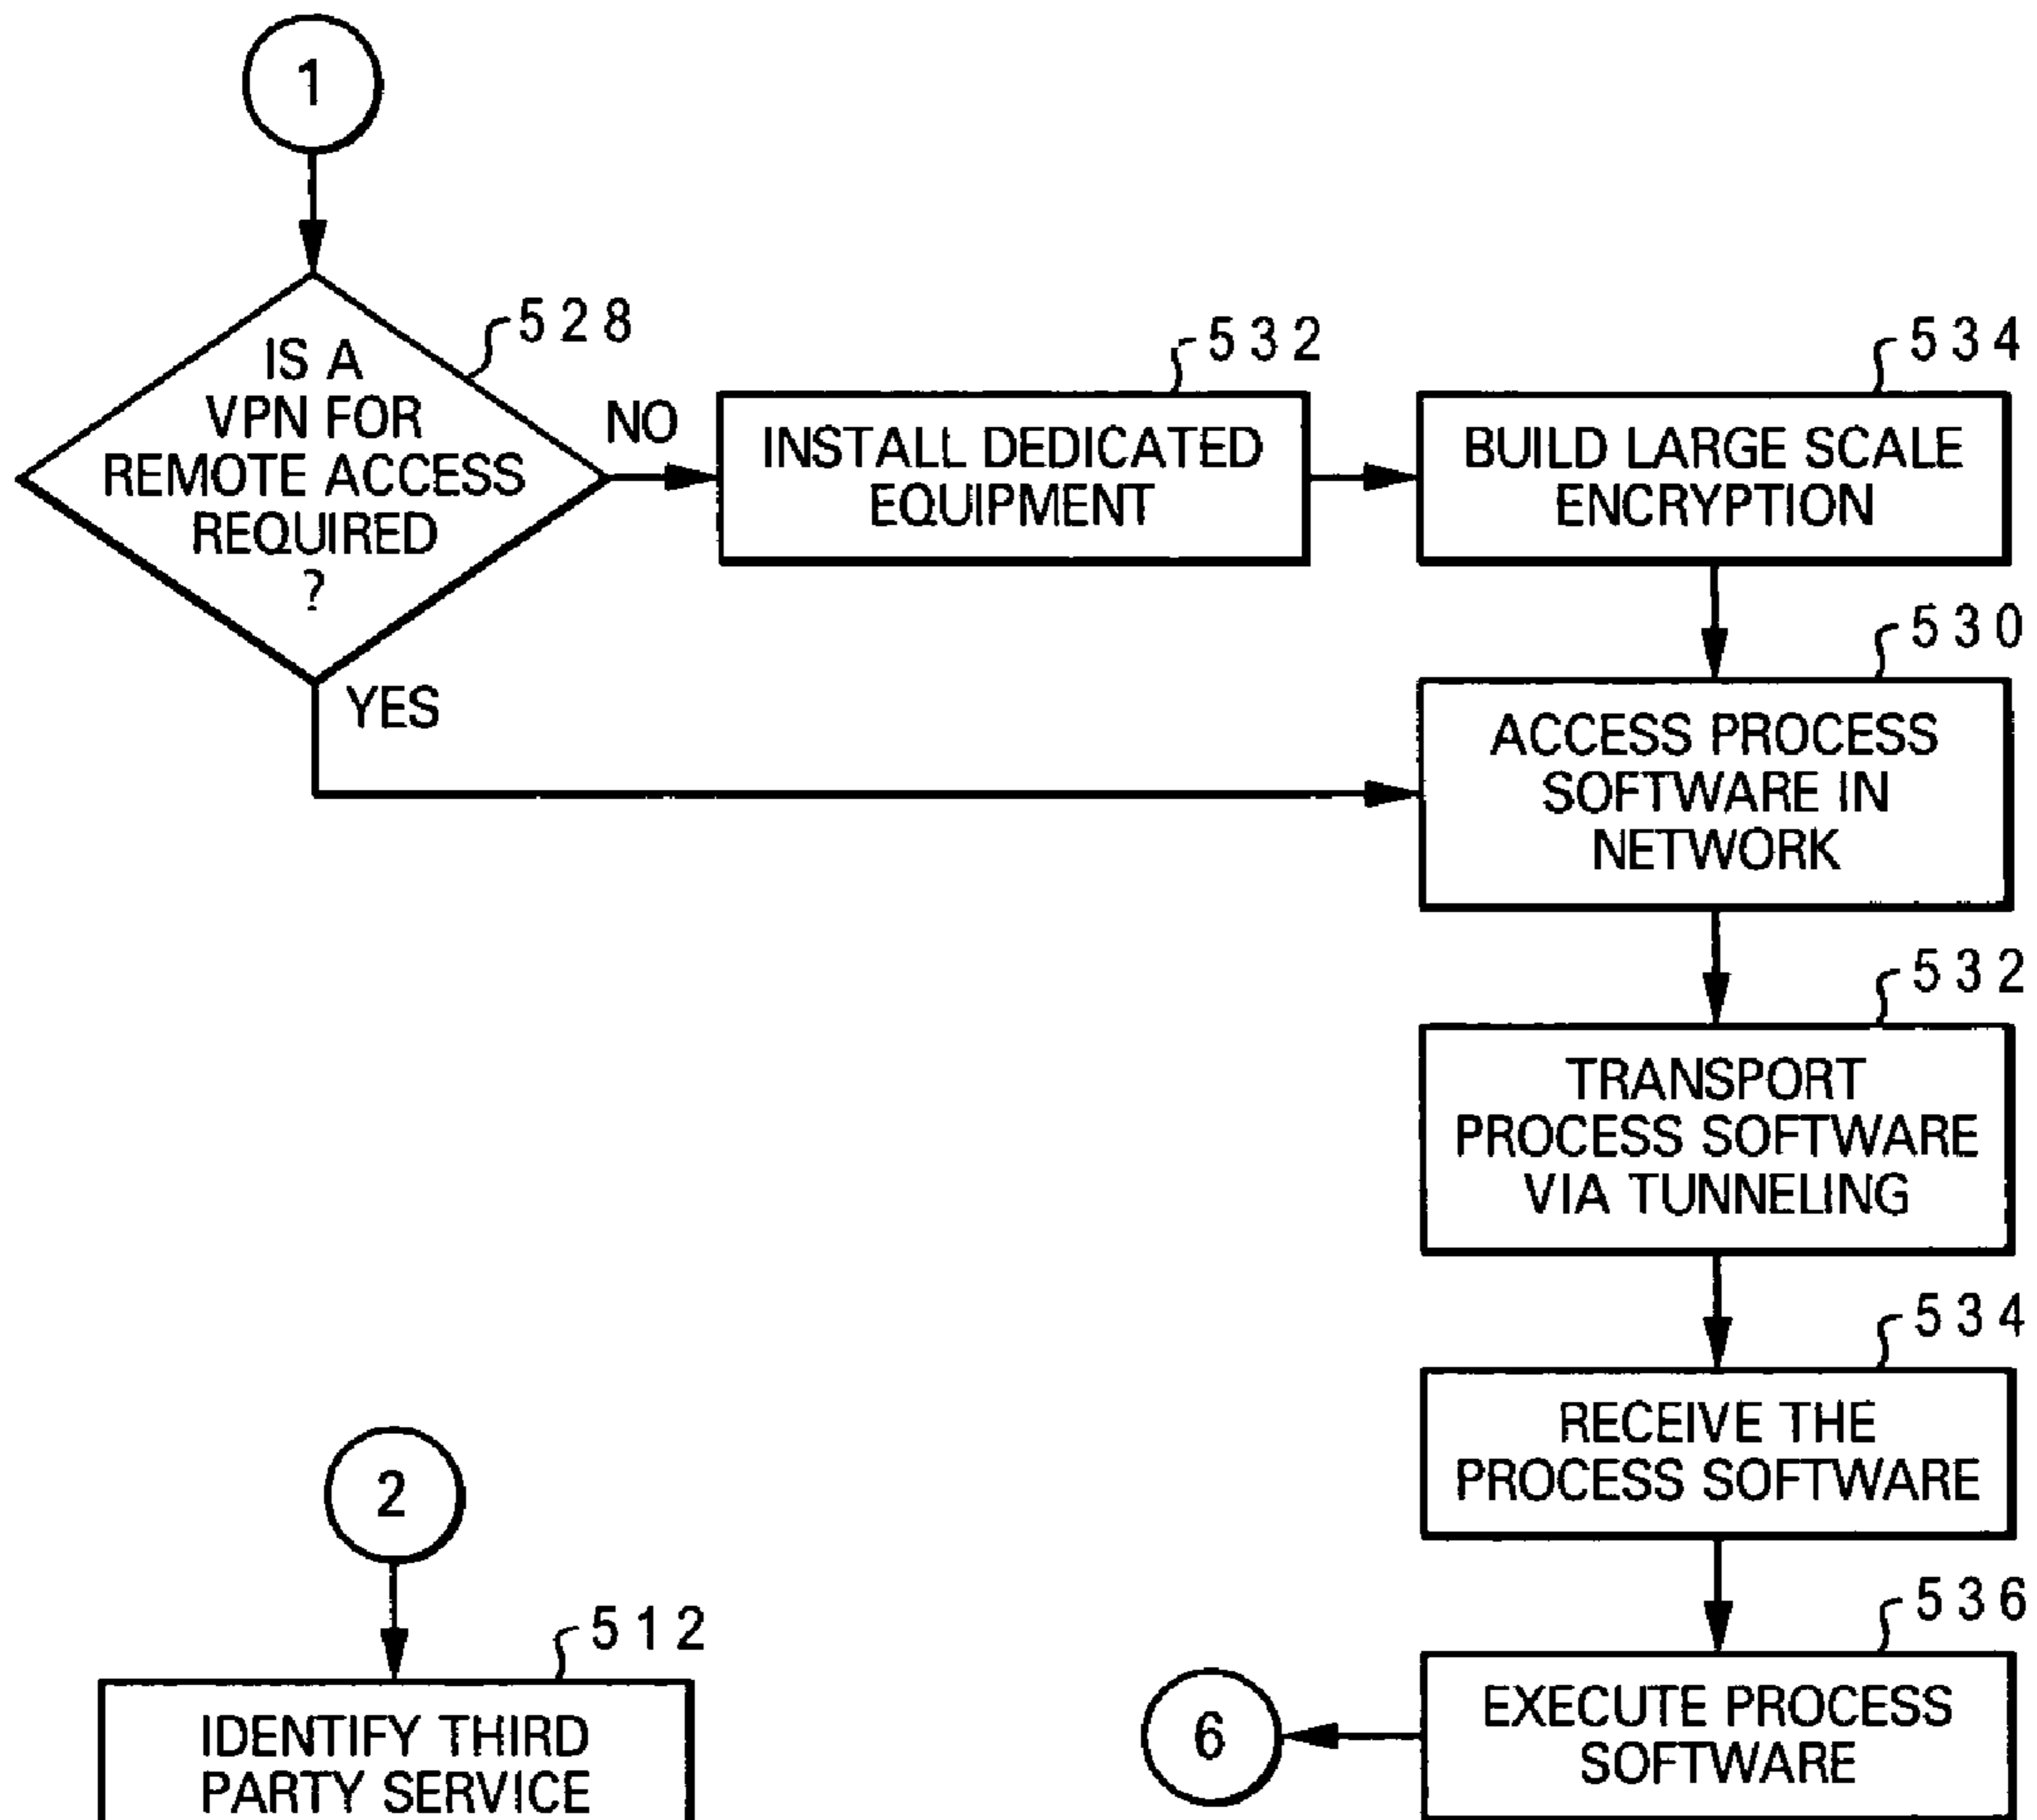 1
528
IS A
VPN FOR
REMOTE ACCESS
REQUIRED
?
NO
YES
532
INSTALL DEDICATED
EQUIPMENT
534
BUILD LARGE SCALE
ENCRYPTION
530
ACCESS PROCESS
SOFTWARE IN
NETWORK
532
TRANSPORT
PROCESS SOFTWARE
VIA TUNNELING
534
RECEIVE THE
PROCESS SOFTWARE
536
EXECUTE PROCESS
SOFTWARE
6
2
512
IDENTIFY THIRD
PARTY SERVICE